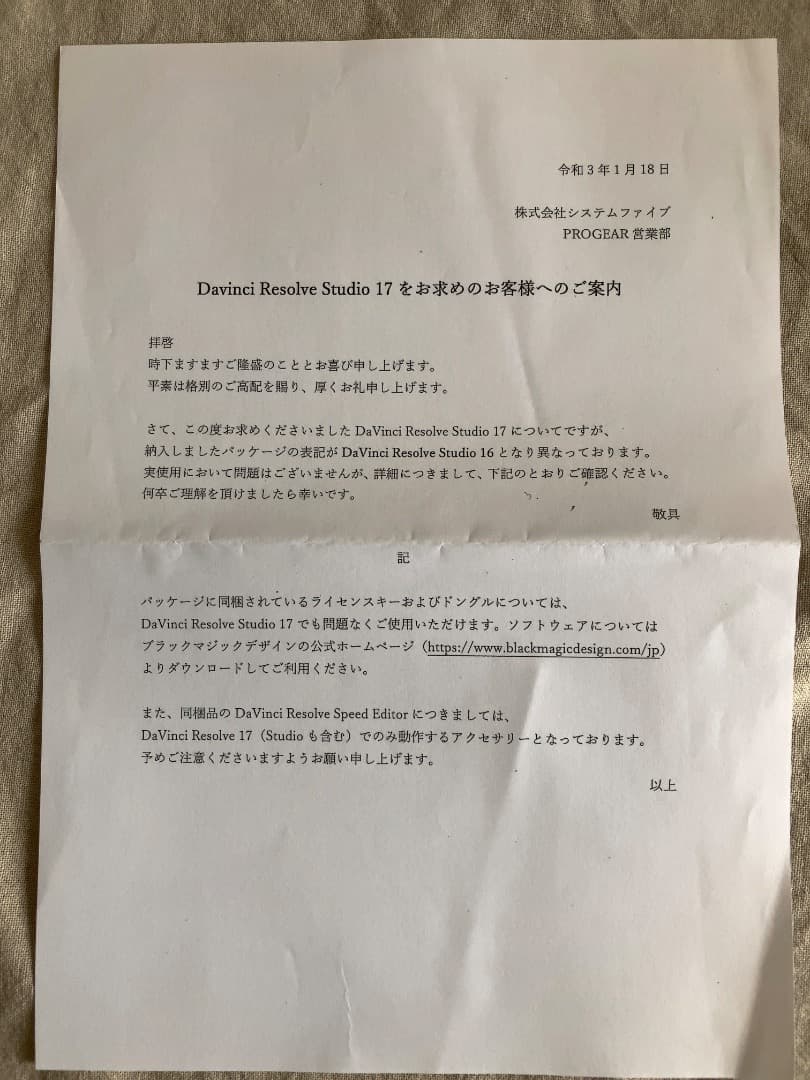 令和3年1月18日
株式会社システムファイブ
PROGEAR 営業部
Davinci Resolve Studio 17 をお求めのお客様へのご案内
拝啓
時下ますますご隆盛のこととお喜び申し上げます。
平素は格別のご高配を賜り、厚くお礼申し上げます。
さて、この度お求めくださいました DaVinci Resolve Studio 17 についてですが、
納入しましたパッケージの表記が DaVinci Resolve Studio 16 となり異なっております。
実使用において問題はございませんが、詳細につきまして、下記のとおりご確認ください。
何卒ご理解を頂けましたら幸いです。
敬具
記
パッケージに同梱されているライセンスキーおよびドングルについては、
DaVinci Resolve Studio 17 でも問題なくご使用いただけます。ソフトウェアについては
ブラックマジックデザインの公式ホームページ（https://www.blackmagicdesign.com/jp）
よりダウンロードしてご利用ください。
また、同梱品の DaVinci Resolve Speed Editor につきましては、
DaVinci Resolve 17（Studio も含む）でのみ動作するアクセサリーとなっております。
予めご注意くださいますようお願い申し上げます。
以上